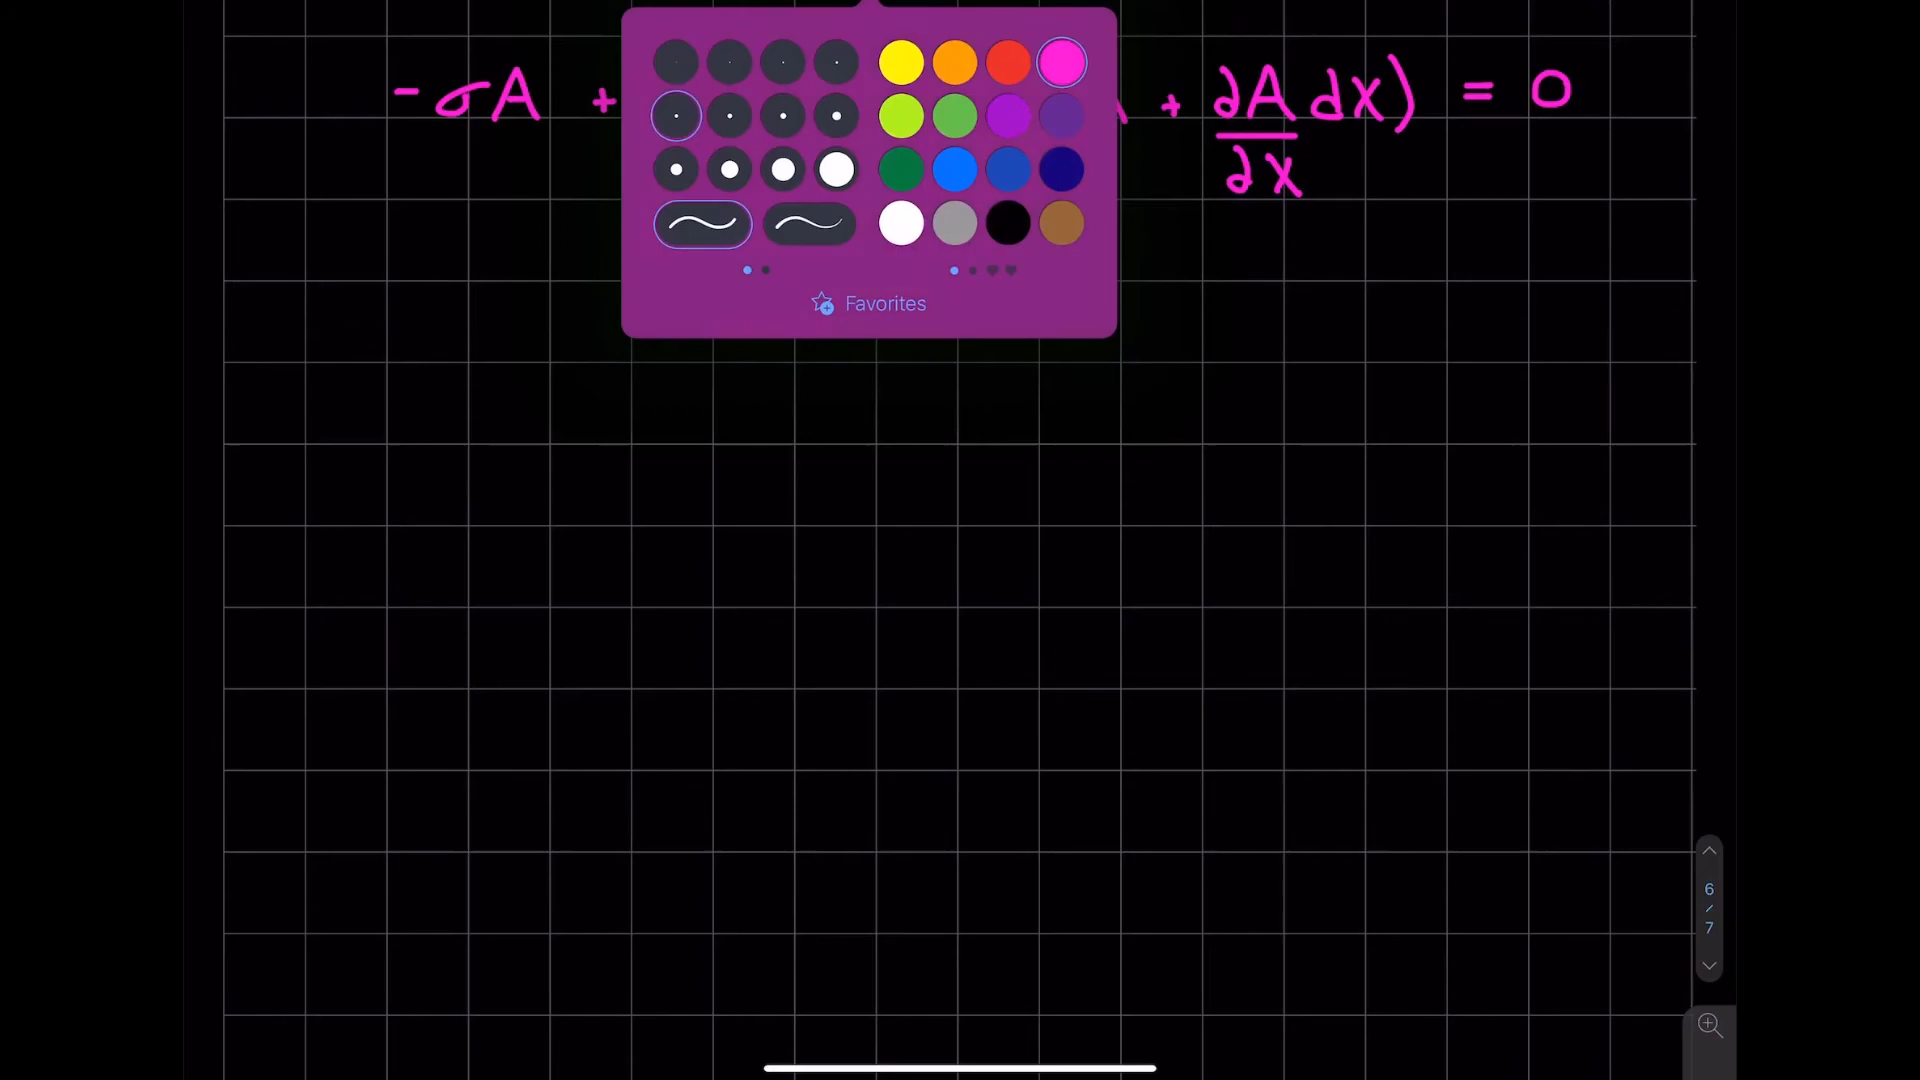 -σA + + ∂A/∂x dx) = 0
Favorites
6
/
7